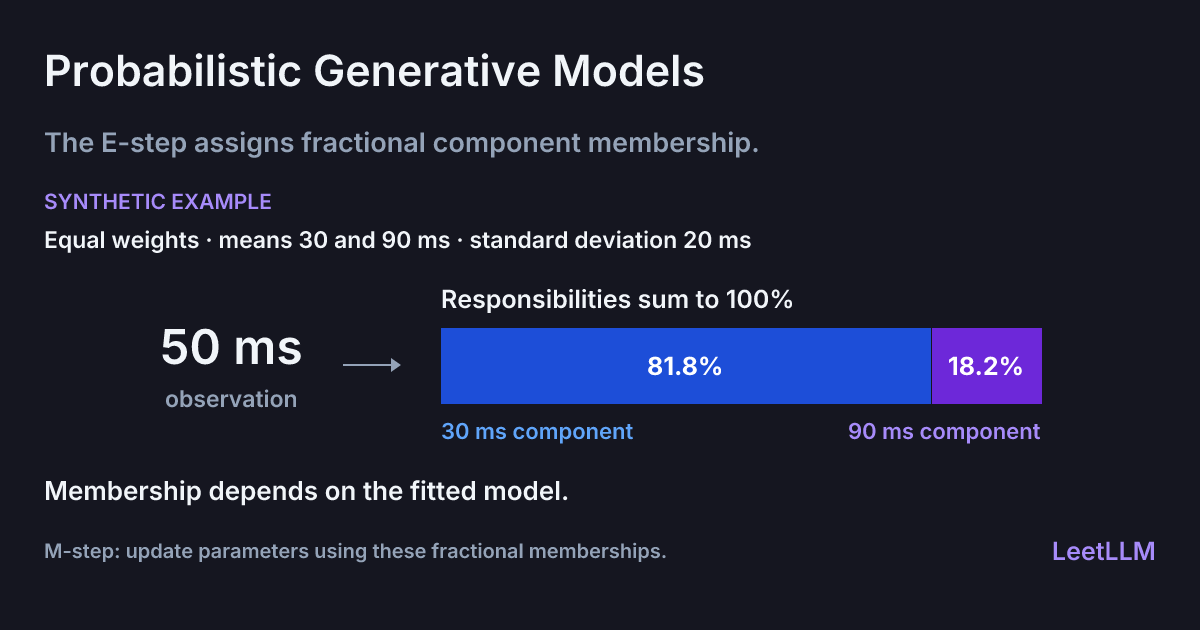 Probabilistic Generative Models
The E-step assigns fractional component membership.
SYNTHETIC EXAMPLE
Equal weights · means 30 and 90 ms · standard deviation 20 ms
Responsibilities sum to 100%
50 ms
observation
81.8%
18.2%
30 ms component
90 ms component
Membership depends on the fitted model.
M-step: update parameters using these fractional memberships.
LeetLLM